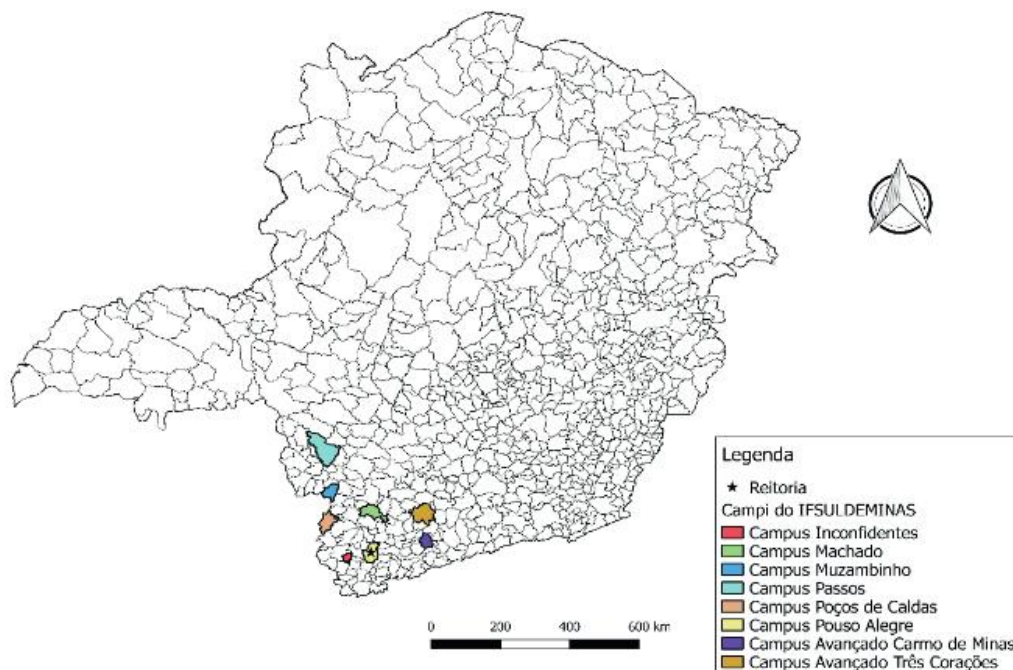 Legenda
★ Reitoria
Campi do IFSULDEMINAS
Campus Inconfidentes
Campus Machado
Campus Muzambinho
Campus Passos
Campus Poços de Caldas
Campus Pouso Alegre
Campus Avançado Carmo de Minas
Campus Avançado Três Corações
0 200 400 600 km